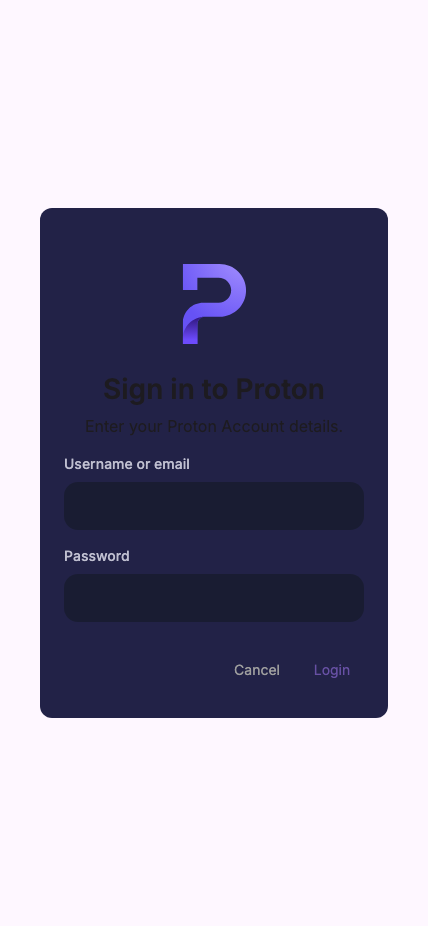 Sign in to Proton
Enter your Proton Account details.
Username or email
Password
Cancel Login